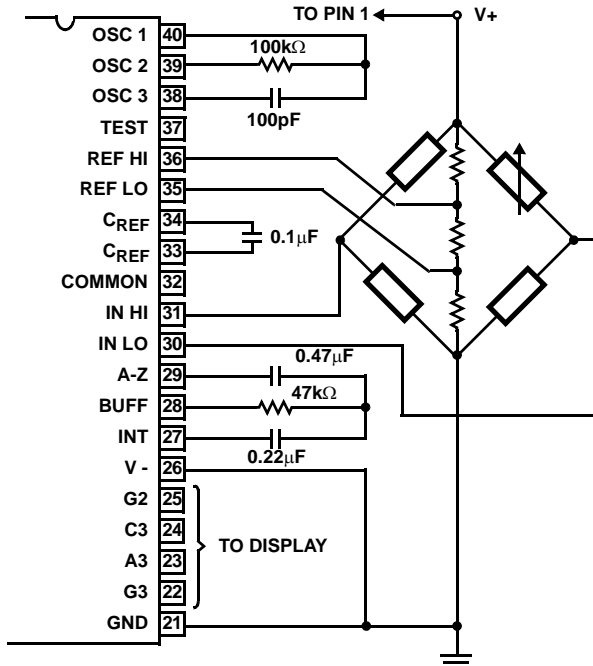 TO PIN 1 V+
OSC 1 40
100kΩ
OSC 2 39
OSC 3 38
100pF
TEST 37
REF HI 36
REF LO 35
CREF 34
0.1μF
CREF 33
COMMON 32
IN HI 31
IN LO 30
0.47μF
A-Z 29
47kΩ
BUFF 28
INT 27
0.22μF
V - 26
G2 25
C3 24
TO DISPLAY
A3 23
G3 22
GND 21